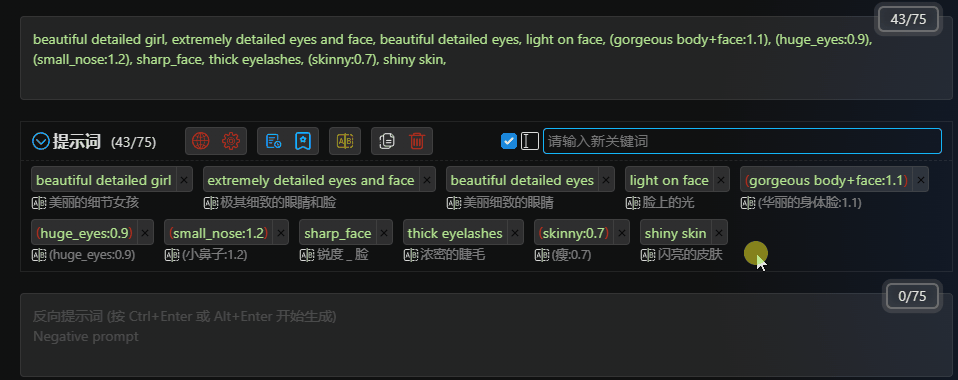 43/75
beautiful detailed girl, extremely detailed eyes and face, beautiful detailed eyes, light on face, (gorgeous body+face:1.1), (huge_eyes:0.9),
(small_nose:1.2), sharp_face, thick eyelashes, (skinny:0.7), shiny skin,
提示词 (43/75) 请输入新关键词
beautiful detailed girl × extremely detailed eyes and face × beautiful detailed eyes × light on face × (gorgeous body+face:1.1) ×
美丽的细节女孩 极其细致的眼睛和脸 美丽细致的眼睛 脸上的光 (华丽的身体脸:1.1)
(huge_eyes:0.9) × (small_nose:1.2) × sharp_face × thick eyelashes × (skinny:0.7) × shiny skin ×
(huge_eyes:0.9) (小鼻子:1.2) 锐度 _ 脸 浓密的睫毛 (瘦:0.7) 闪亮的皮肤
0/75
反向提示词 (按 Ctrl+Enter 或 Alt+Enter 开始生成)
Negative prompt